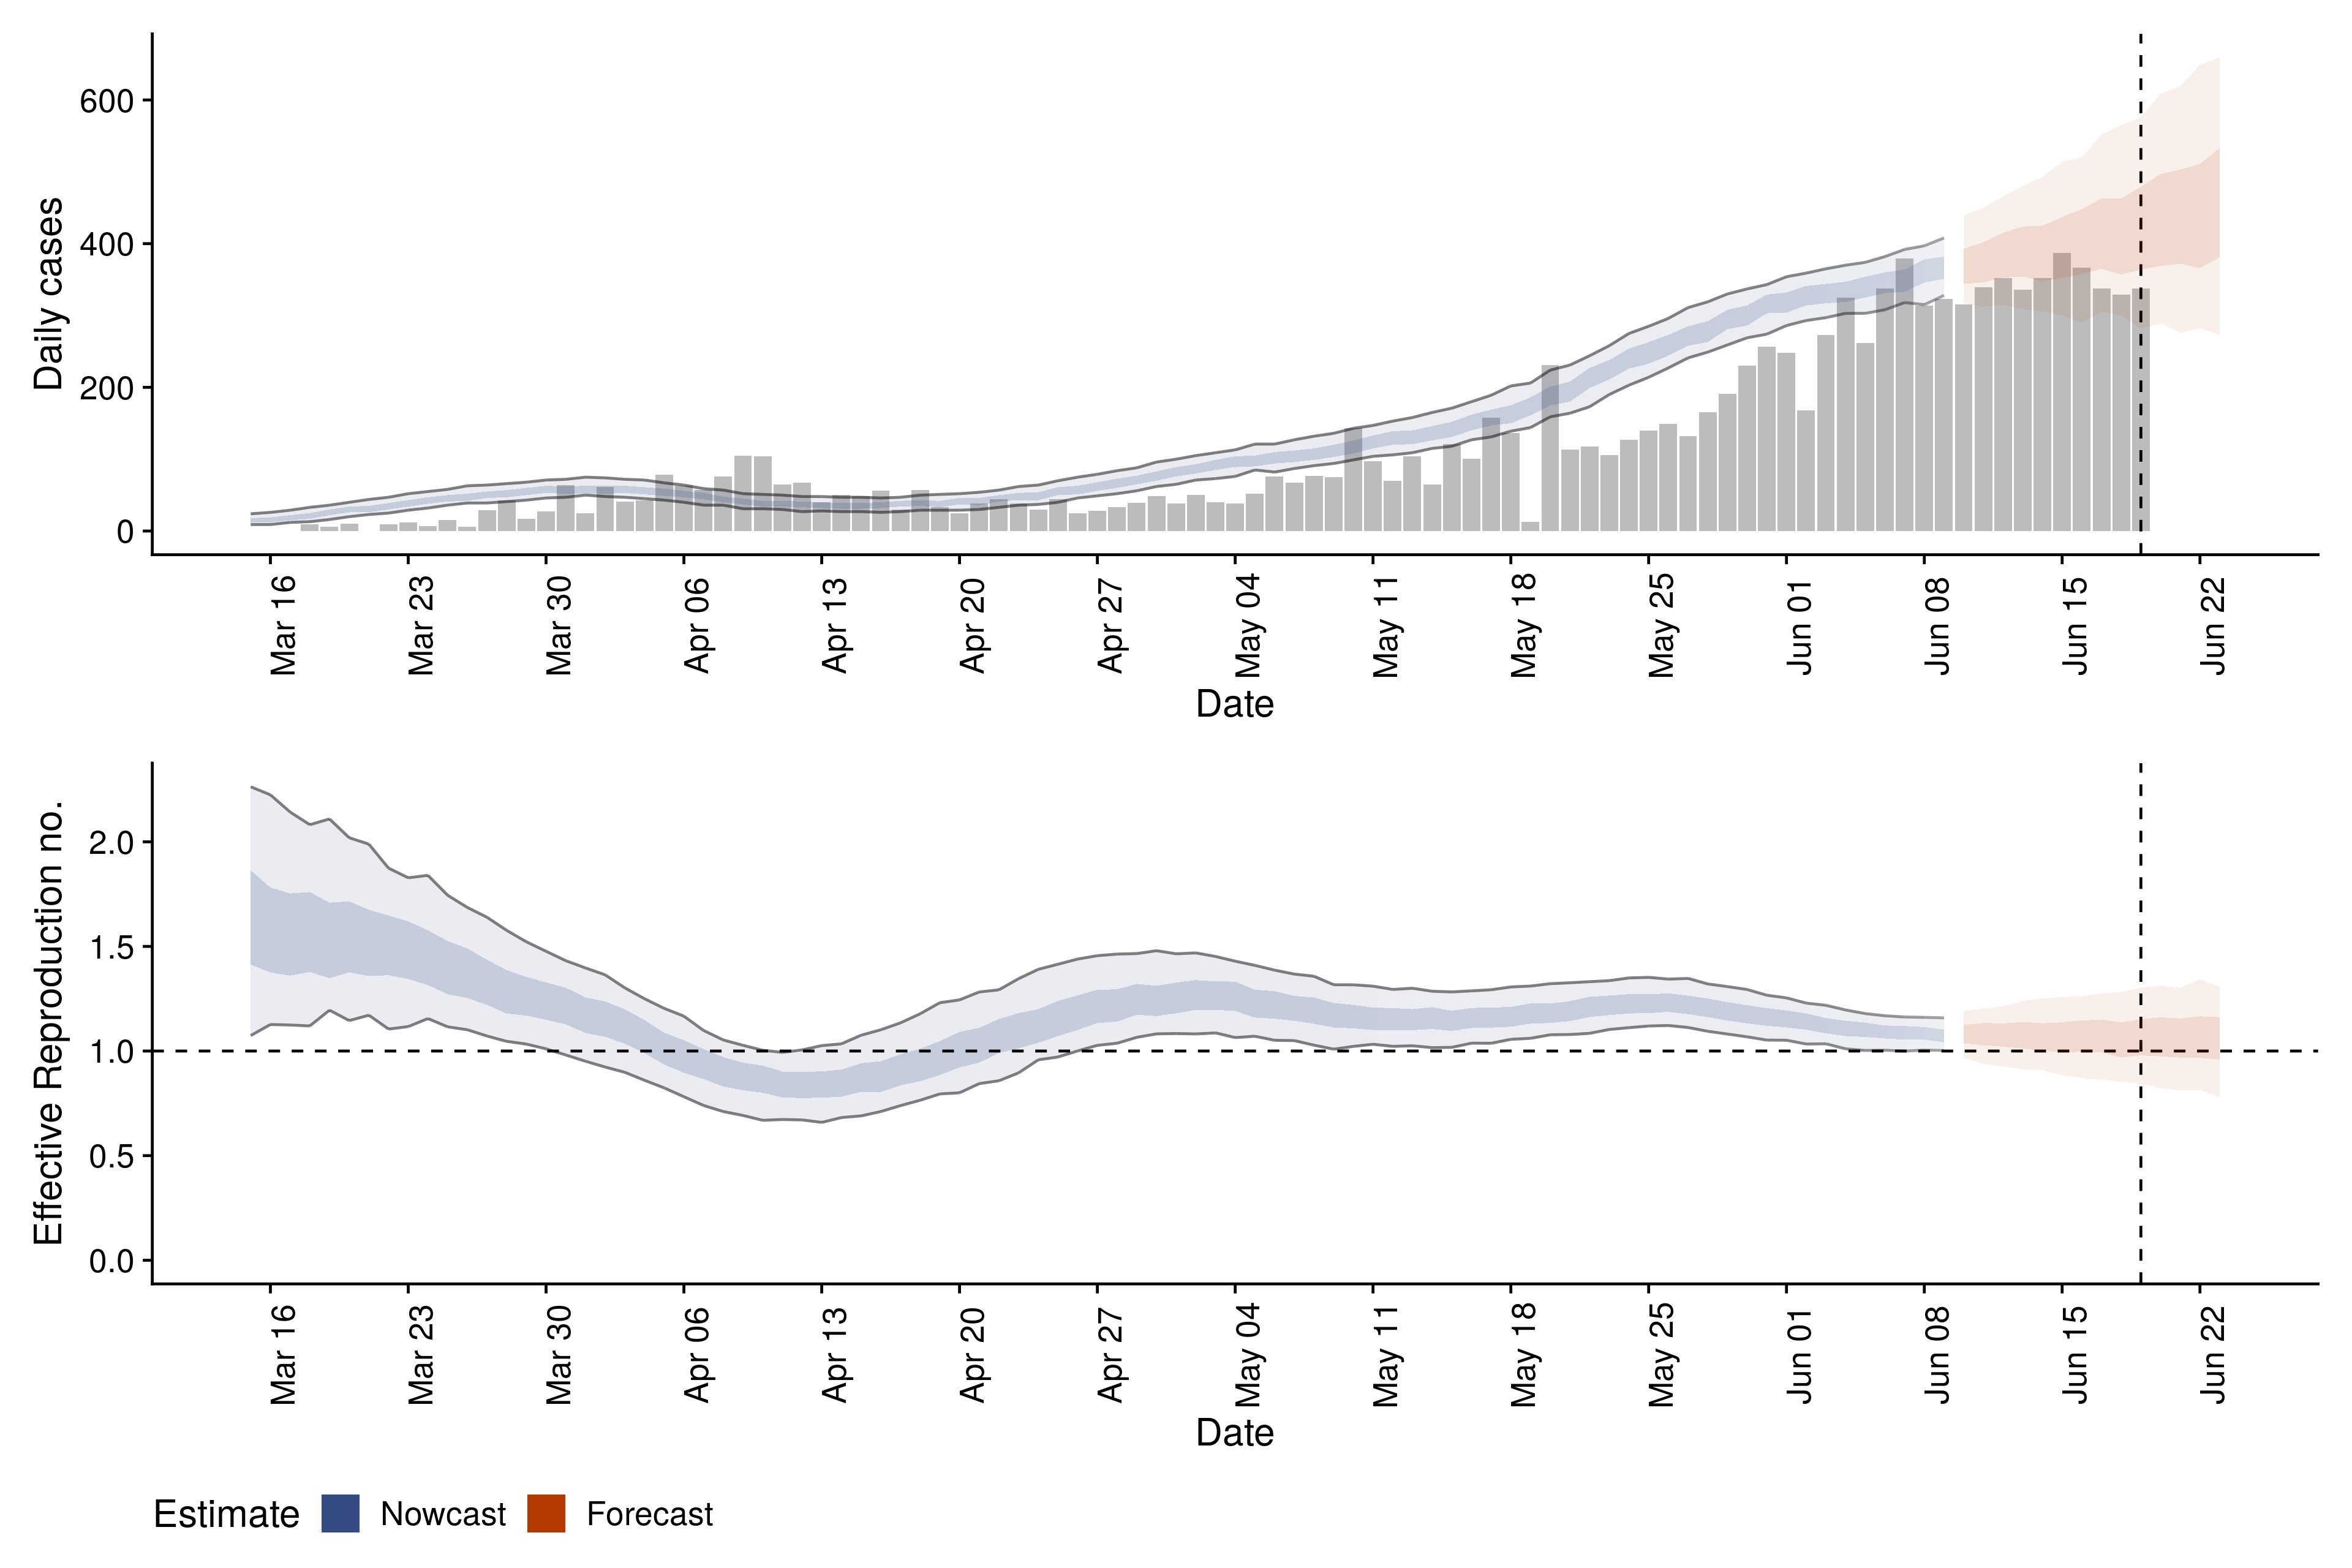 Daily cases
600
400
200
0
Mar 16
Mar 23
Mar 30
Apr 06
Apr 13
Apr 20
Apr 27
May 04
May 11
May 18
May 25
Jun 01
Jun 08
Jun 15
Jun 22
Date
Effective Reproduction no.
2.0
1.5
1.0
0.5
0.0
Mar 16
Mar 23
Mar 30
Apr 06
Apr 13
Apr 20
Apr 27
May 04
May 11
May 18
May 25
Jun 01
Jun 08
Jun 15
Jun 22
Date
Estimate Nowcast Forecast